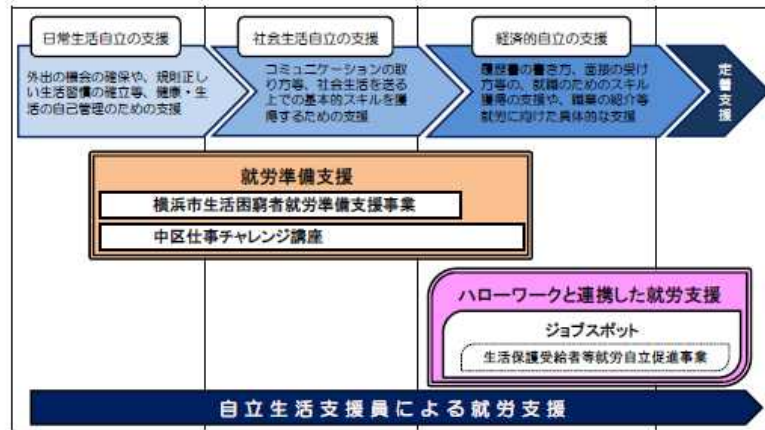 日常生活自立の支援
外出の機会の確保や、規則正し
い生活習慣の確立等、健康・生
活の自己管理のための支援
社会生活自立の支援
コミュニケーションの取
り方等、社会生活を送る
上での基本的スキルを獲
得するための支援
経済的自立の支援
履歴書の書き方、面接の受け
方等の、就職のためのスキル
獲得の支援や、職業の紹介等
就労に向けた具体的な支援
定着支援
就労準備支援
横浜市生活困窮者就労準備支援事業
中区仕事チャレンジ講座
ハローワークと連携した就労支援
ジョブスポット
生活保護受給者等就労自立促進事業
自立生活支援員による就労支援